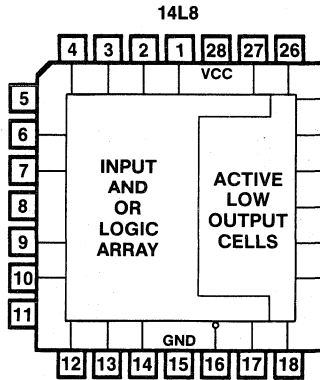 14L8
4 3 2 1 28 27 26
VCC
5
6
7
8
9
10
11
INPUT
AND
OR
LOGIC
ARRAY
ACTIVE
LOW
OUTPUT
CELLS
GND
12 13 14 15 16 17 18